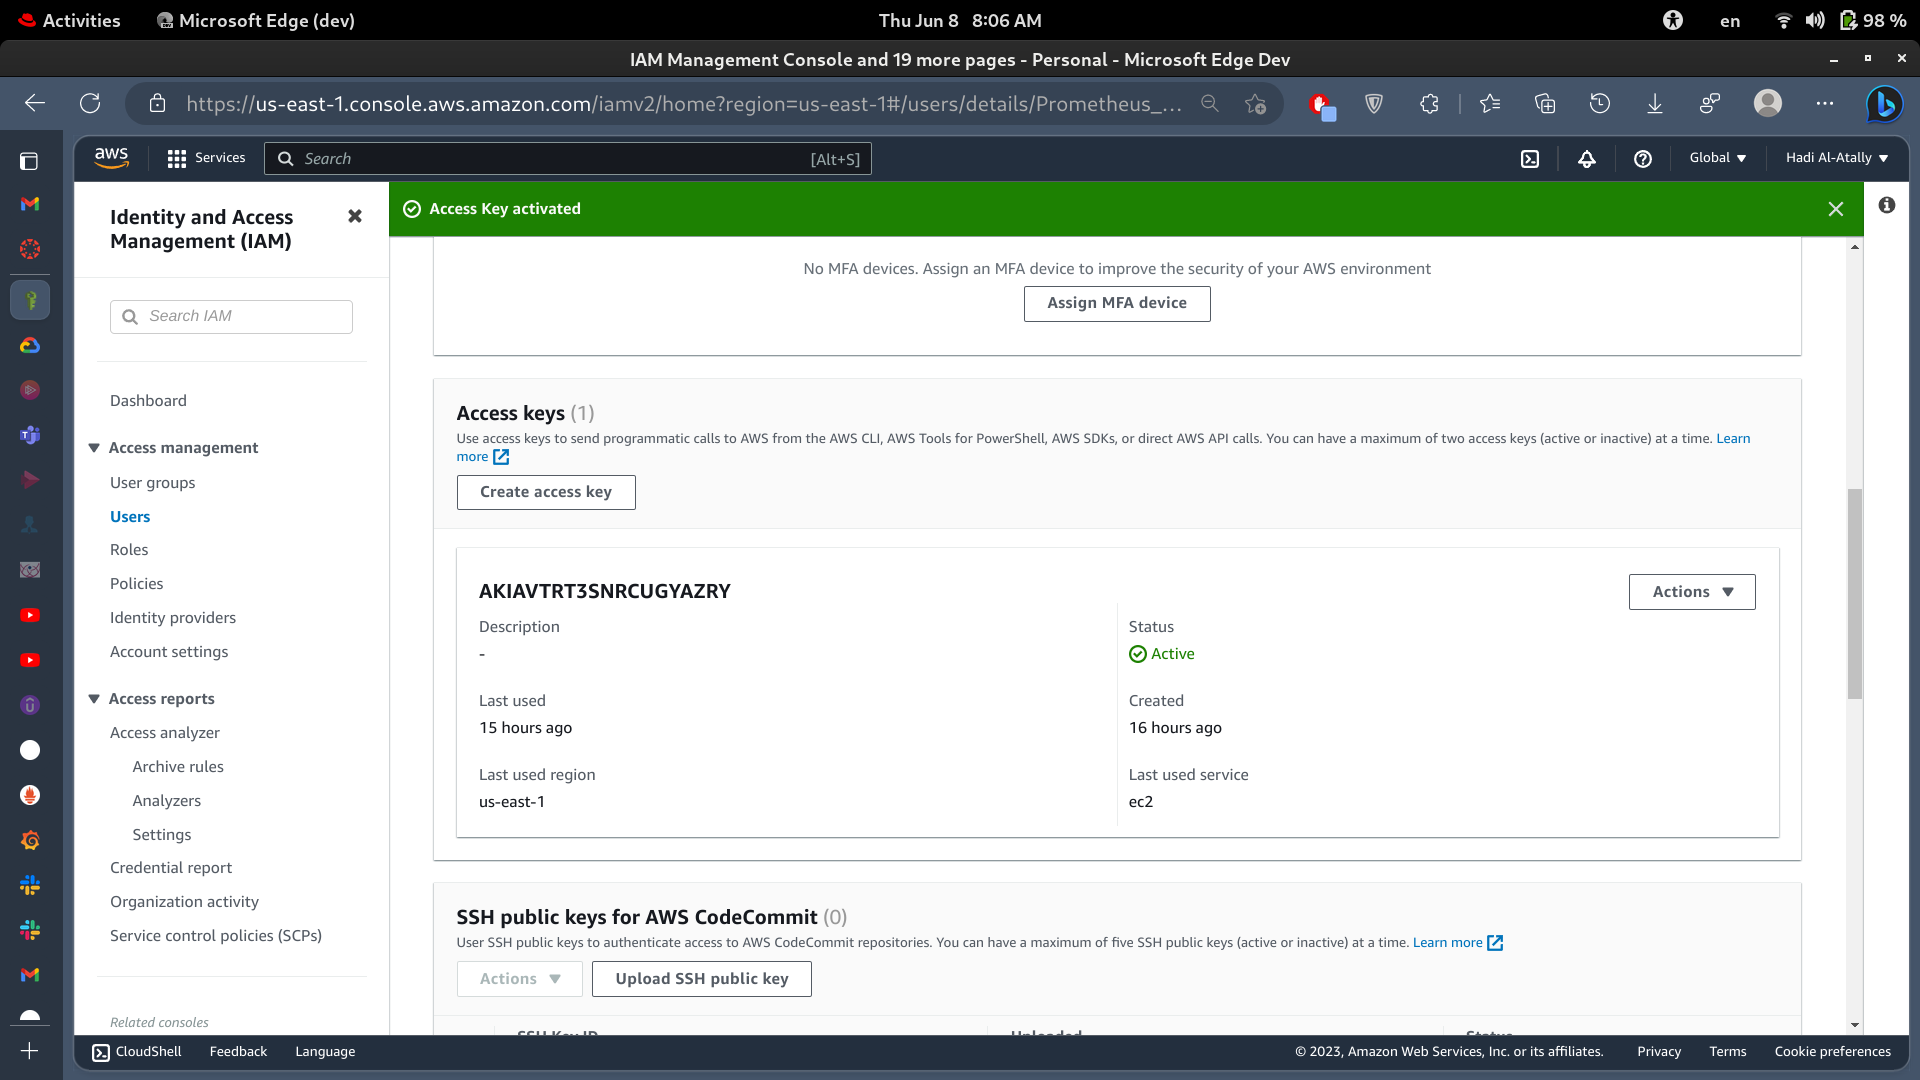 Activities
Microsoft Edge (dev)
Thu Jun 8 8:06 AM
en
98 %
IAM Management Console and 19 more pages - Personal - Microsoft Edge Dev
https://us-east-1.console.aws.amazon.com/iamv2/home?region=us-east-1#/users/details/Prometheus_...
aws
Services
Search
[Alt+S]
Global
Hadi Al-Atally
Identity and Access
Management (IAM)
Search IAM
Dashboard
Access management
User groups
Users
Roles
Policies
Identity providers
Account settings
Access reports
Access analyzer
Archive rules
Analyzers
Settings
Credential report
Organization activity
Service control policies (SCPs)
Related consoles
Access Key activated
No MFA devices. Assign an MFA device to improve the security of your AWS environment
Assign MFA device
Access keys (1)
Use access keys to send programmatic calls to AWS from the AWS CLI, AWS Tools for PowerShell, AWS SDKs, or direct AWS API calls. You can have a maximum of two access keys (active or inactive) at a time. Learn
more
Create access key
AKIAVTRT3SNRCUGYAZRY
Actions
Description
-
Status
Active
Last used
15 hours ago
Created
16 hours ago
Last used region
us-east-1
Last used service
ec2
SSH public keys for AWS CodeCommit (0)
User SSH public keys to authenticate access to AWS CodeCommit repositories. You can have a maximum of five SSH public keys (active or inactive) at a time. Learn more
Actions
Upload SSH public key
SSH Key ID
Uploaded
Status
CloudShell
Feedback
Language
© 2023, Amazon Web Services, Inc. or its affiliates.
Privacy
Terms
Cookie preferences